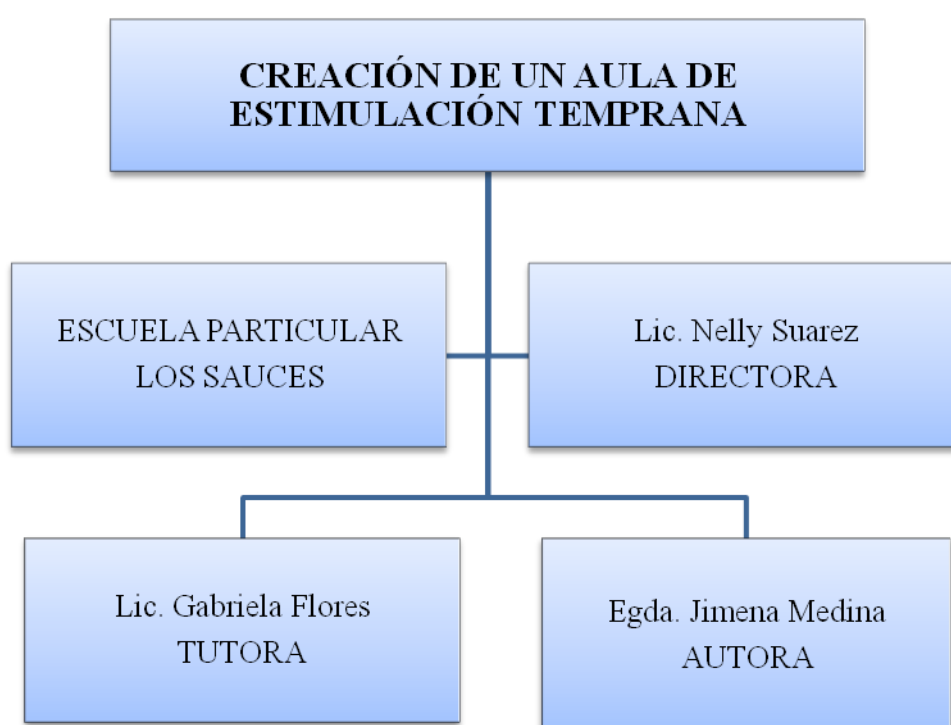 CREACIÓN DE UN AULA DE
ESTIMULACIÓN TEMPRANA
ESCUELA PARTICULAR
LOS SAUCES
Lic. Nelly Suarez
DIRECTORA
Lic. Gabriela Flores
TUTORA
Egda. Jimena Medina
AUTORA